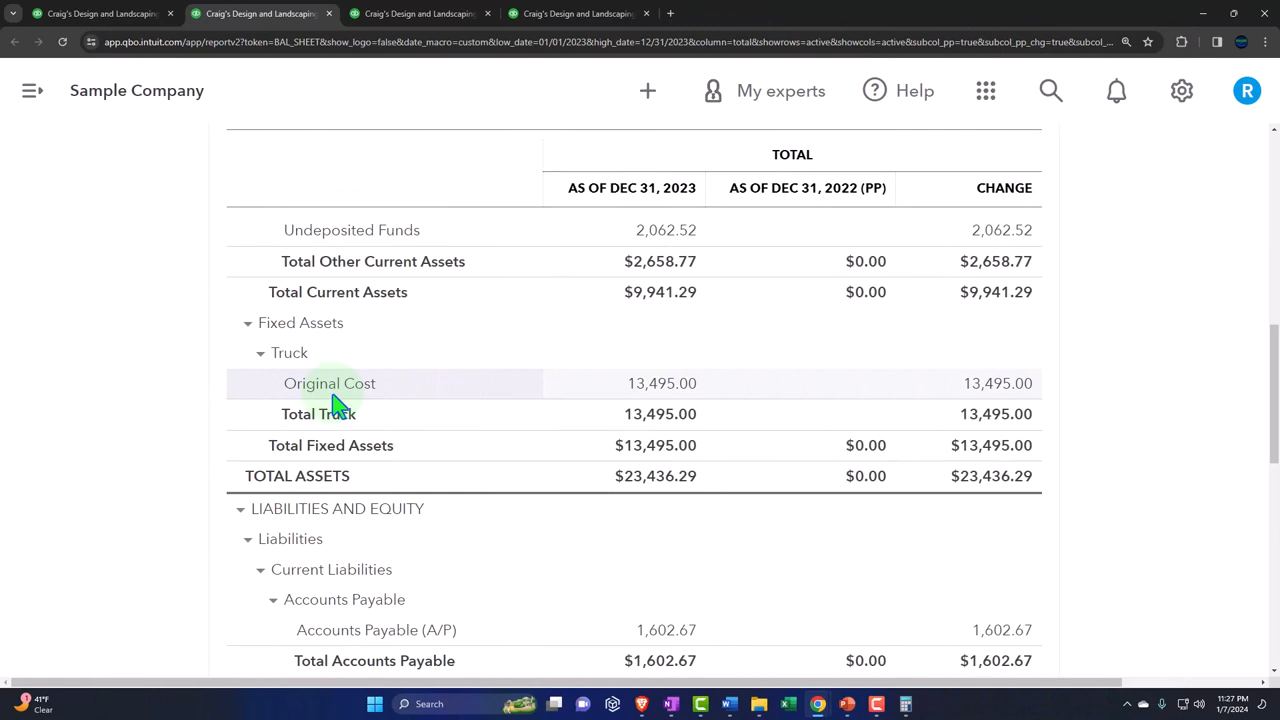 Craig's Design and Landscaping
Craig's Design and Landscaping
Craig's Design and Landscaping
Craig's Design and Landscaping
app.qbo.intuit.com/app/reportv2?token=BAL_SHEET&show_logo=false&date_macro=custom&low_date=01/01/2023&high_date=12/31/2023&column=total&showrows=active&showcols=active&subcol_pp=true&subcol_pp_chg=true&subcol_p...
Sample Company
My experts
Help
R
TOTAL
AS OF DEC 31, 2023 AS OF DEC 31, 2022 (PP) CHANGE
Undeposited Funds 2,062.52 2,062.52
Total Other Current Assets $2,658.77 $0.00 $2,658.77
Total Current Assets $9,941.29 $0.00 $9,941.29
Fixed Assets
Truck
Original Cost 13,495.00 13,495.00
Total Truck 13,495.00 13,495.00
Total Fixed Assets $13,495.00 $0.00 $13,495.00
TOTAL ASSETS $23,436.29 $0.00 $23,436.29
LIABILITIES AND EQUITY
Liabilities
Current Liabilities
Accounts Payable
Accounts Payable (A/P) 1,602.67 1,602.67
Total Accounts Payable $1,602.67 $0.00 $1,602.67
41°F
Clear
Search
11:27 PM
1/7/2024